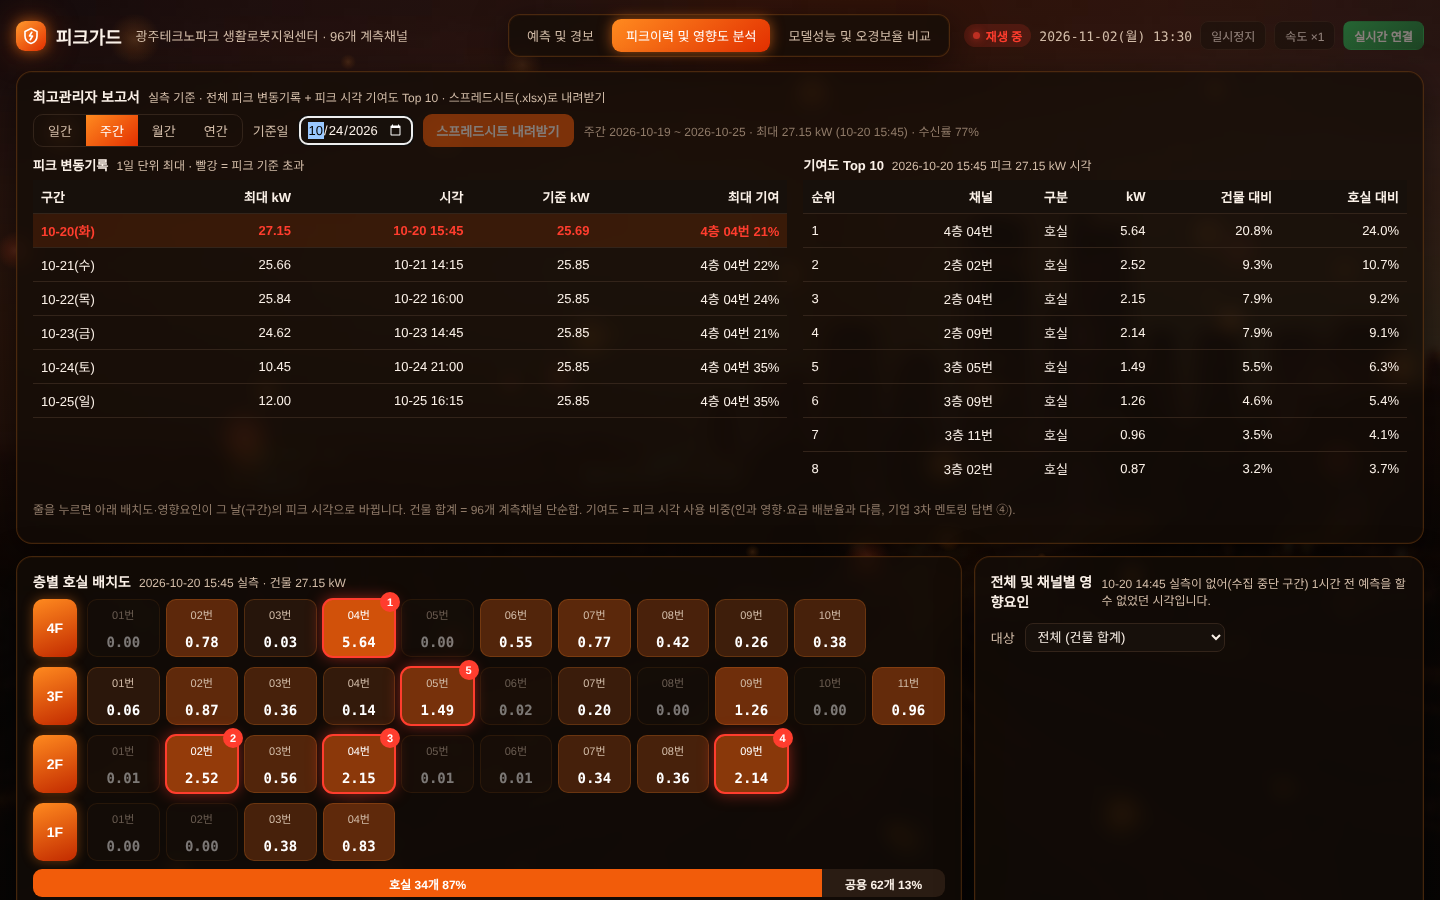 피크가드 광주테크노파크 생활로봇지원센터 · 96개 계측채널 예측 및 경보 피크이력 및 영향도 분석 모델성능 및 오경보율 비교 재생 중 2026-11-02(월) 13:30 일시정지 속도 ×1 실시간 연결
최고관리자 보고서 실측 기준 · 전체 피크 변동기록 + 피크 시각 기여도 Top 10 · 스프레드시트(.xlsx)로 내려받기
일간 주간 월간 연간 기준일 10/24/2026 스프레드시트 내려받기 주간 2026-10-19 ~ 2026-10-25 · 최대 27.15 kW (10-20 15:45) · 수신률 77%
피크 변동기록 1일 단위 최대 · 빨강 = 피크 기준 초과
구간 최대 kW 시각 기준 kW 최대 기여
10-20(화) 27.15 10-20 15:45 25.69 4층 04번 21%
10-21(수) 25.66 10-21 14:15 25.85 4층 04번 22%
10-22(목) 25.84 10-22 16:00 25.85 4층 04번 24%
10-23(금) 24.62 10-23 14:45 25.85 4층 04번 21%
10-24(토) 10.45 10-24 21:00 25.85 4층 04번 35%
10-25(일) 12.00 10-25 16:15 25.85 4층 04번 35%
기여도 Top 10 2026-10-20 15:45 피크 27.15 kW 시각
순위 채널 구분 kW 건물 대비 호실 대비
1 4층 04번 호실 5.64 20.8% 24.0%
2 2층 02번 호실 2.52 9.3% 10.7%
3 2층 04번 호실 2.15 7.9% 9.2%
4 2층 09번 호실 2.14 7.9% 9.1%
5 3층 05번 호실 1.49 5.5% 6.3%
6 3층 09번 호실 1.26 4.6% 5.4%
7 3층 11번 호실 0.96 3.5% 4.1%
8 3층 02번 호실 0.87 3.2% 3.7%
줄을 누르면 아래 배치도·영향요인이 그 날(구간)의 피크 시각으로 바뀝니다. 건물 합계 = 96개 계측채널 단순합. 기여도 = 피크 시각 사용 비중(인과 영향·요금 배분율과 다름, 기업 3차 멘토링 답변 ④).
층별 호실 배치도 2026-10-20 15:45 실측 · 건물 27.15 kW
4F 01번 02번 03번 04번 1 05번 06번 07번 08번 09번 10번
0.00 0.78 0.03 5.64 0.00 0.55 0.77 0.42 0.26 0.38
3F 01번 02번 03번 04번 05번 5 06번 07번 08번 09번 10번 11번
0.06 0.87 0.36 0.14 1.49 0.02 0.20 0.00 1.26 0.00 0.96
2F 01번 02번 2 03번 04번 3 05번 06번 07번 08번 09번 4
0.01 2.52 0.56 2.15 0.01 0.01 0.34 0.36 2.14
1F 01번 02번 03번 04번
0.00 0.00 0.38 0.83
호실 34개 87% 공용 62개 13%
전체 및 채널별 영향요인
10-20 14:45 실측이 없어(수집 중단 구간) 1시간 전 예측을 할
수 없었던 시각입니다.
대상 전체 (건물 합계)